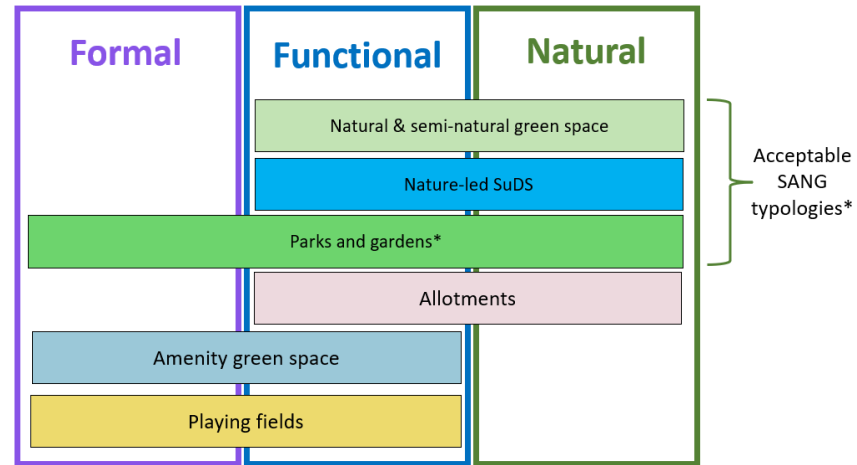 Formal
Functional
Natural
Natural & semi-natural green space
Nature-led SuDS
Parks and gardens*
Allotments
Amenity green space
Playing fields
Acceptable
SANG
typologies*